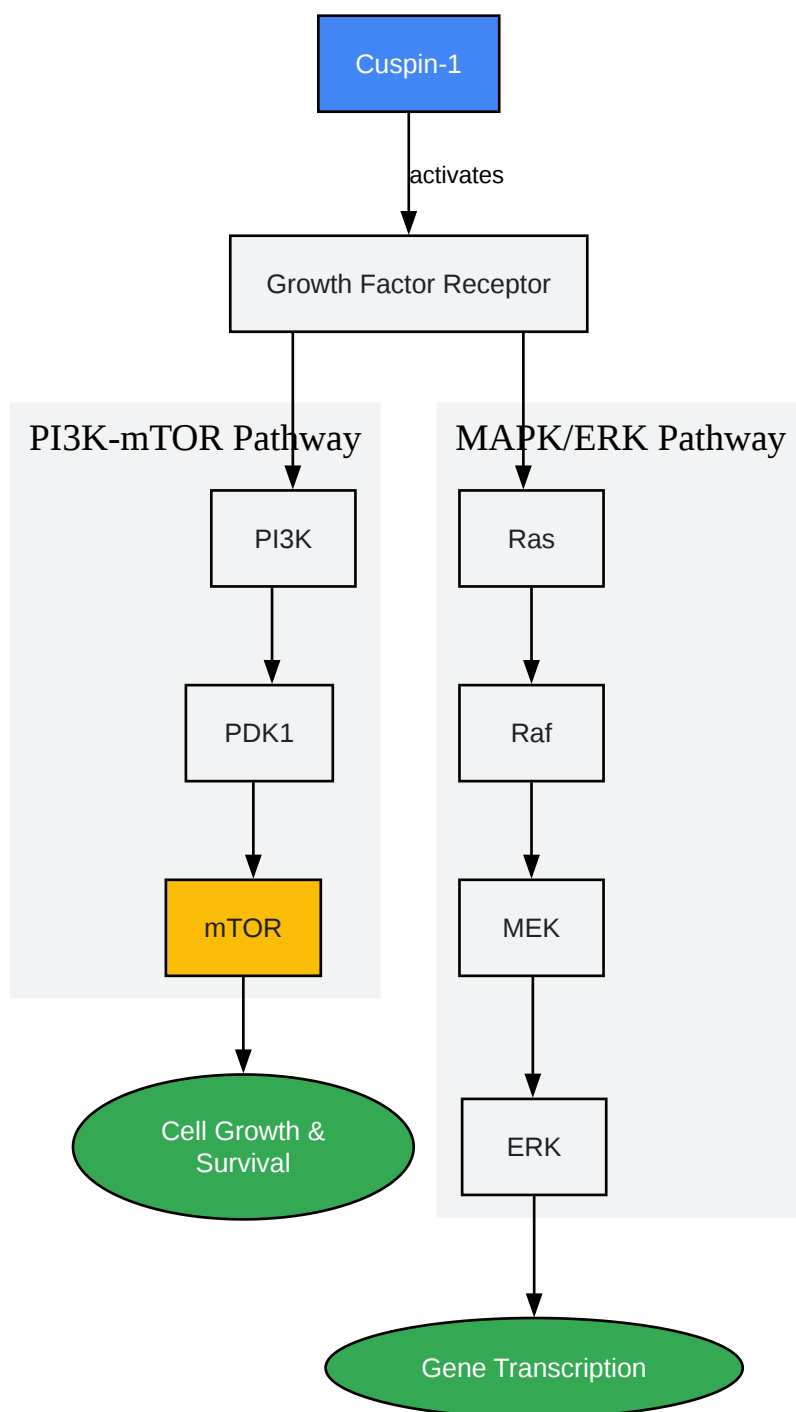 Cuspin-1
activates
Growth Factor Receptor
PI3K-mTOR Pathway
MAPK/ERK Pathway
PI3K
Ras
PDK1
Raf
mTOR
MEK
Cell Growth &
Survival
ERK
Gene Transcription